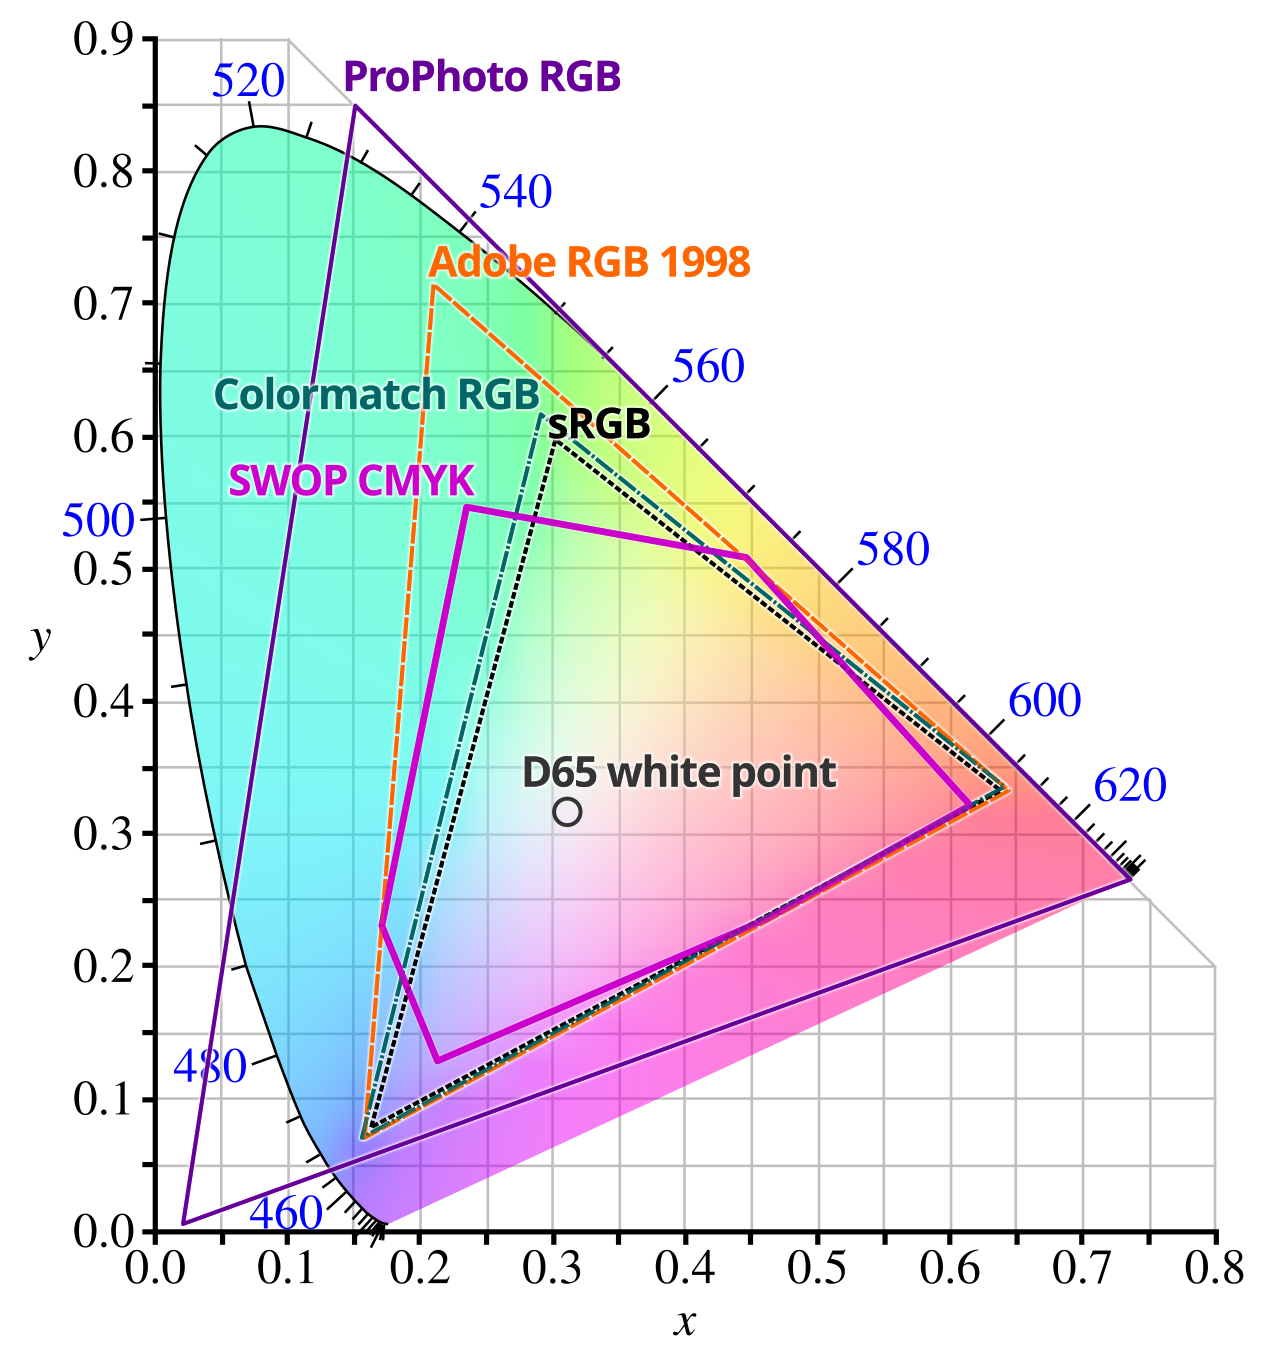 0.9
ProPhoto RGB
520
0.8
540
Adobe RGB 1998
0.7
560
Colormatch RGB
sRGB
0.6
SWOP CMYK
500
580
0.5
y
0.4
600
D65 white point
620
0.3
0.2
480
0.1
460
0.0
0.0 0.1 0.2 0.3 0.4 0.5 0.6 0.7 0.8
x